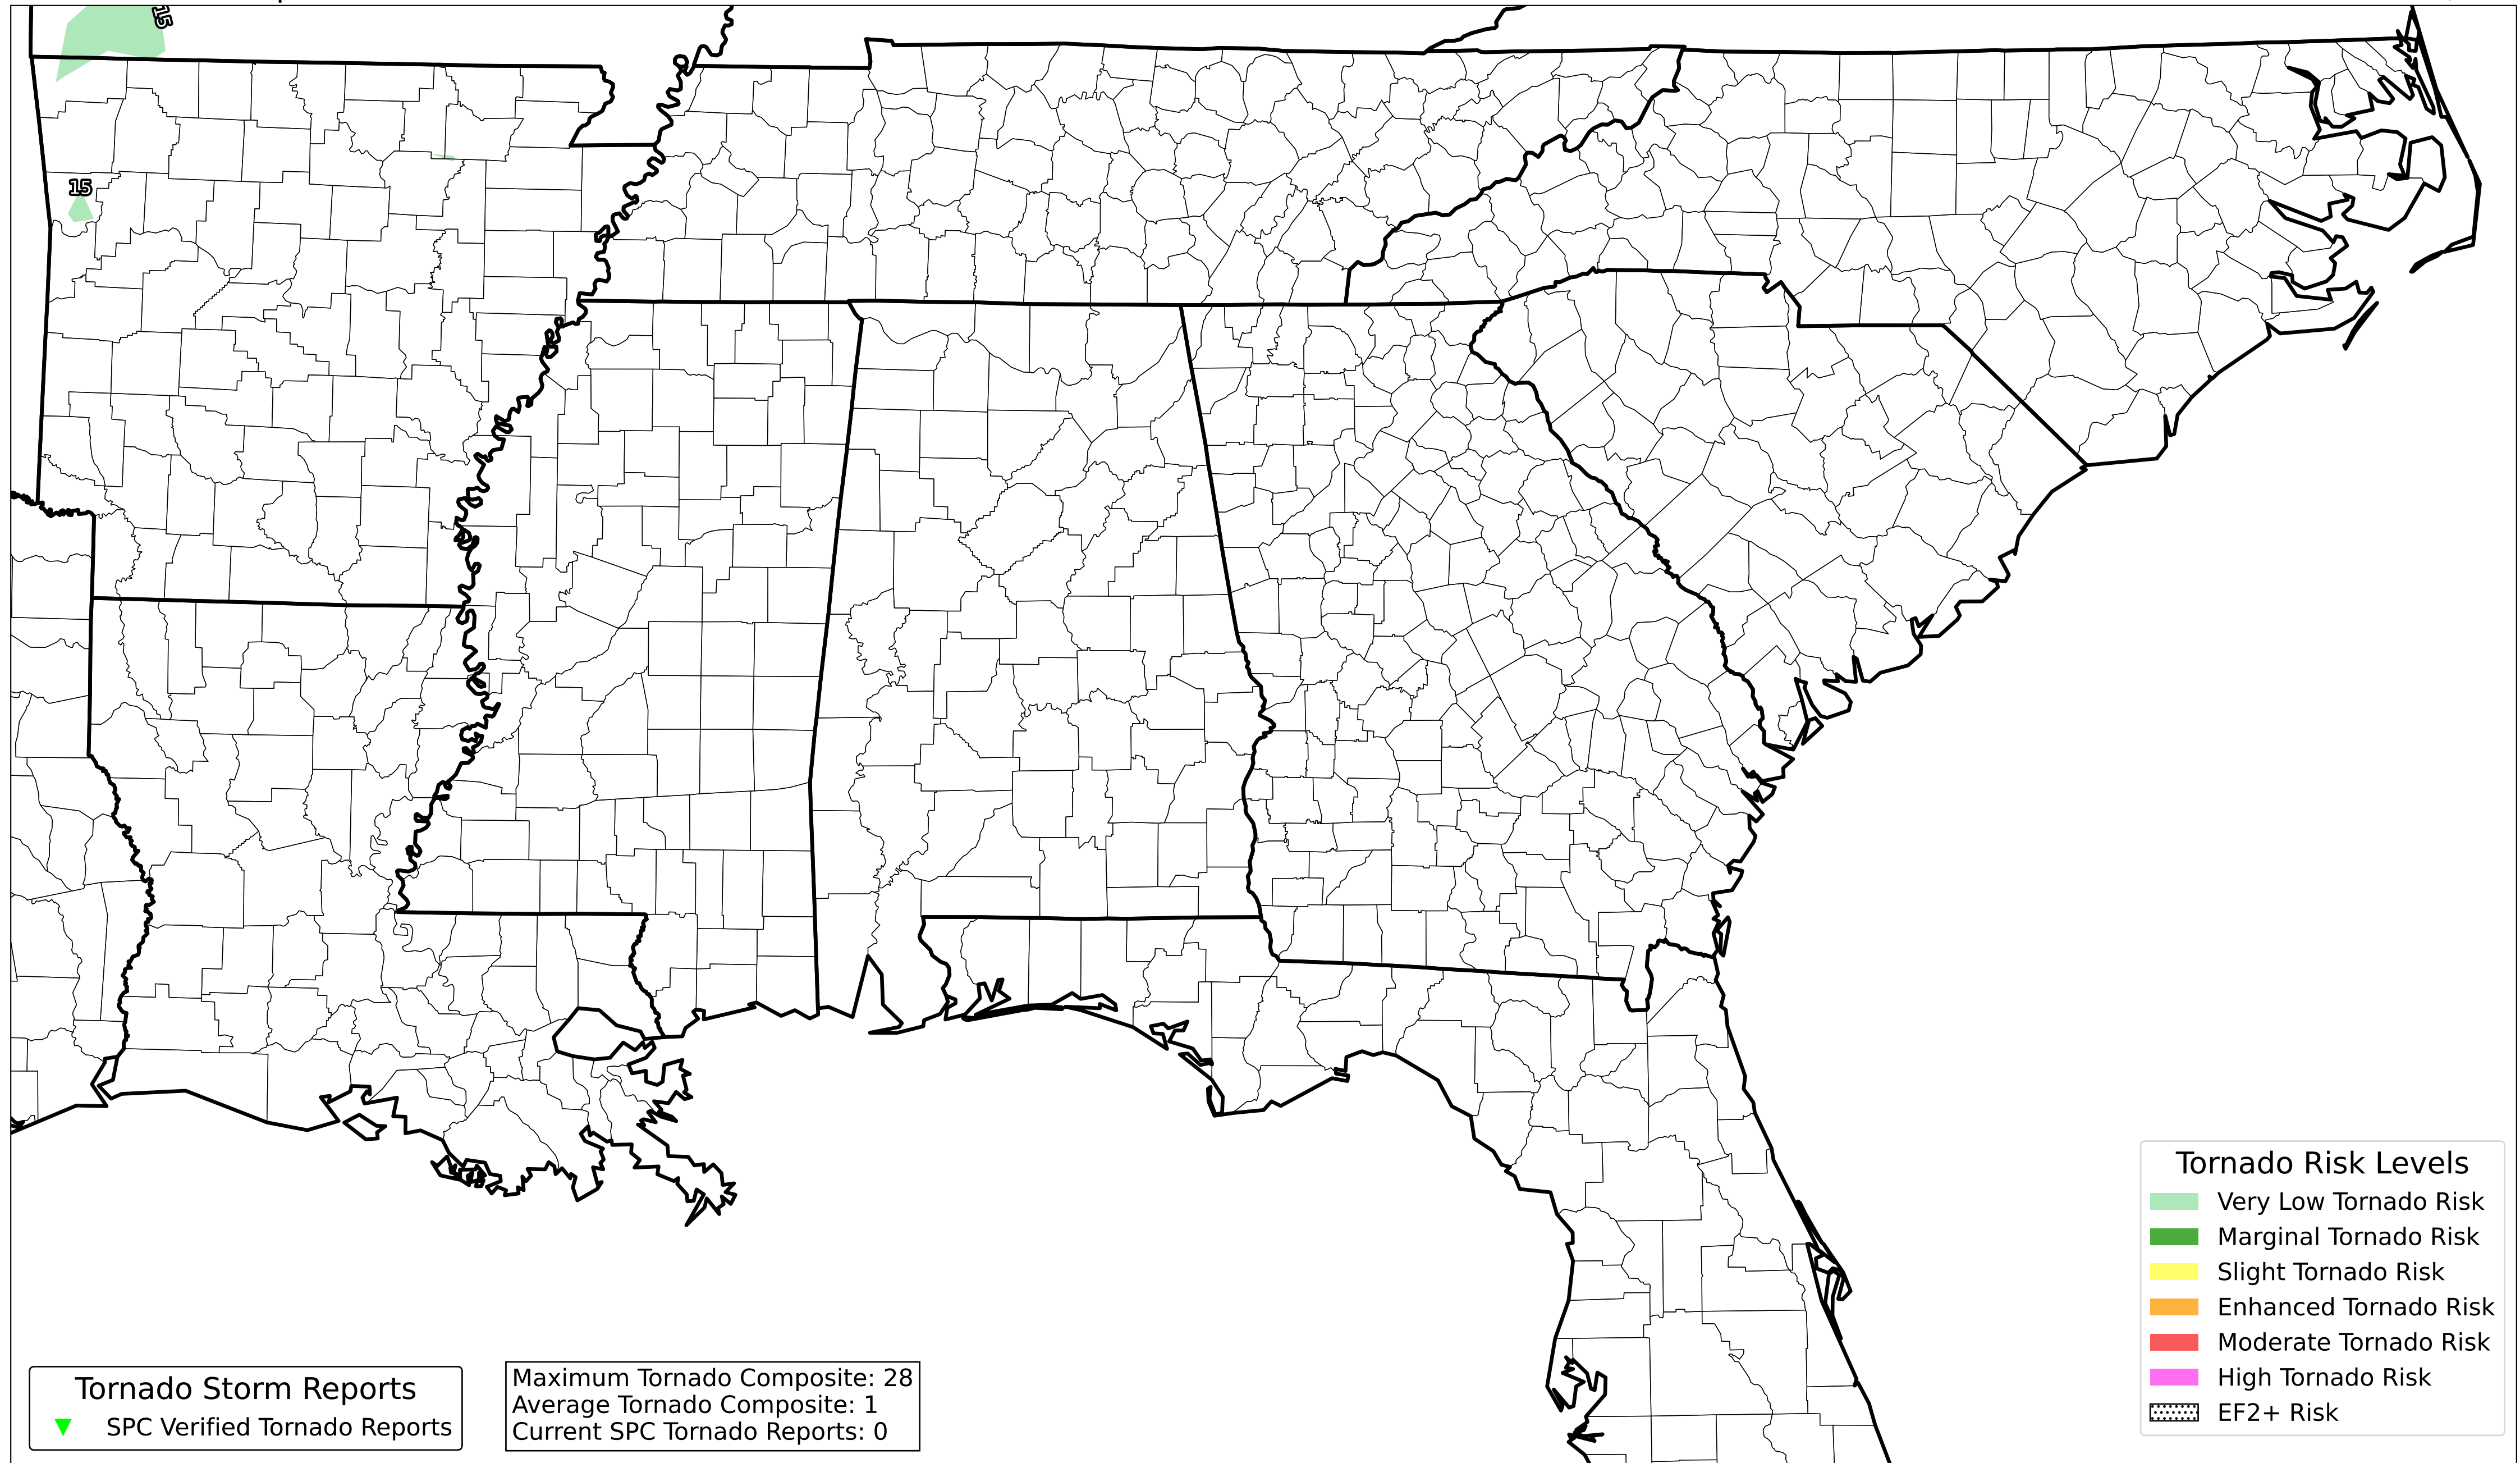 15
15
Tornado Risk Levels
Very Low Tornado Risk
Marginal Tornado Risk
Slight Tornado Risk
Enhanced Tornado Risk
Moderate Tornado Risk
High Tornado Risk
EF2+ Risk
Tornado Storm Reports
SPC Verified Tornado Reports
Maximum Tornado Composite: 28
Average Tornado Composite: 1
Current SPC Tornado Reports: 0